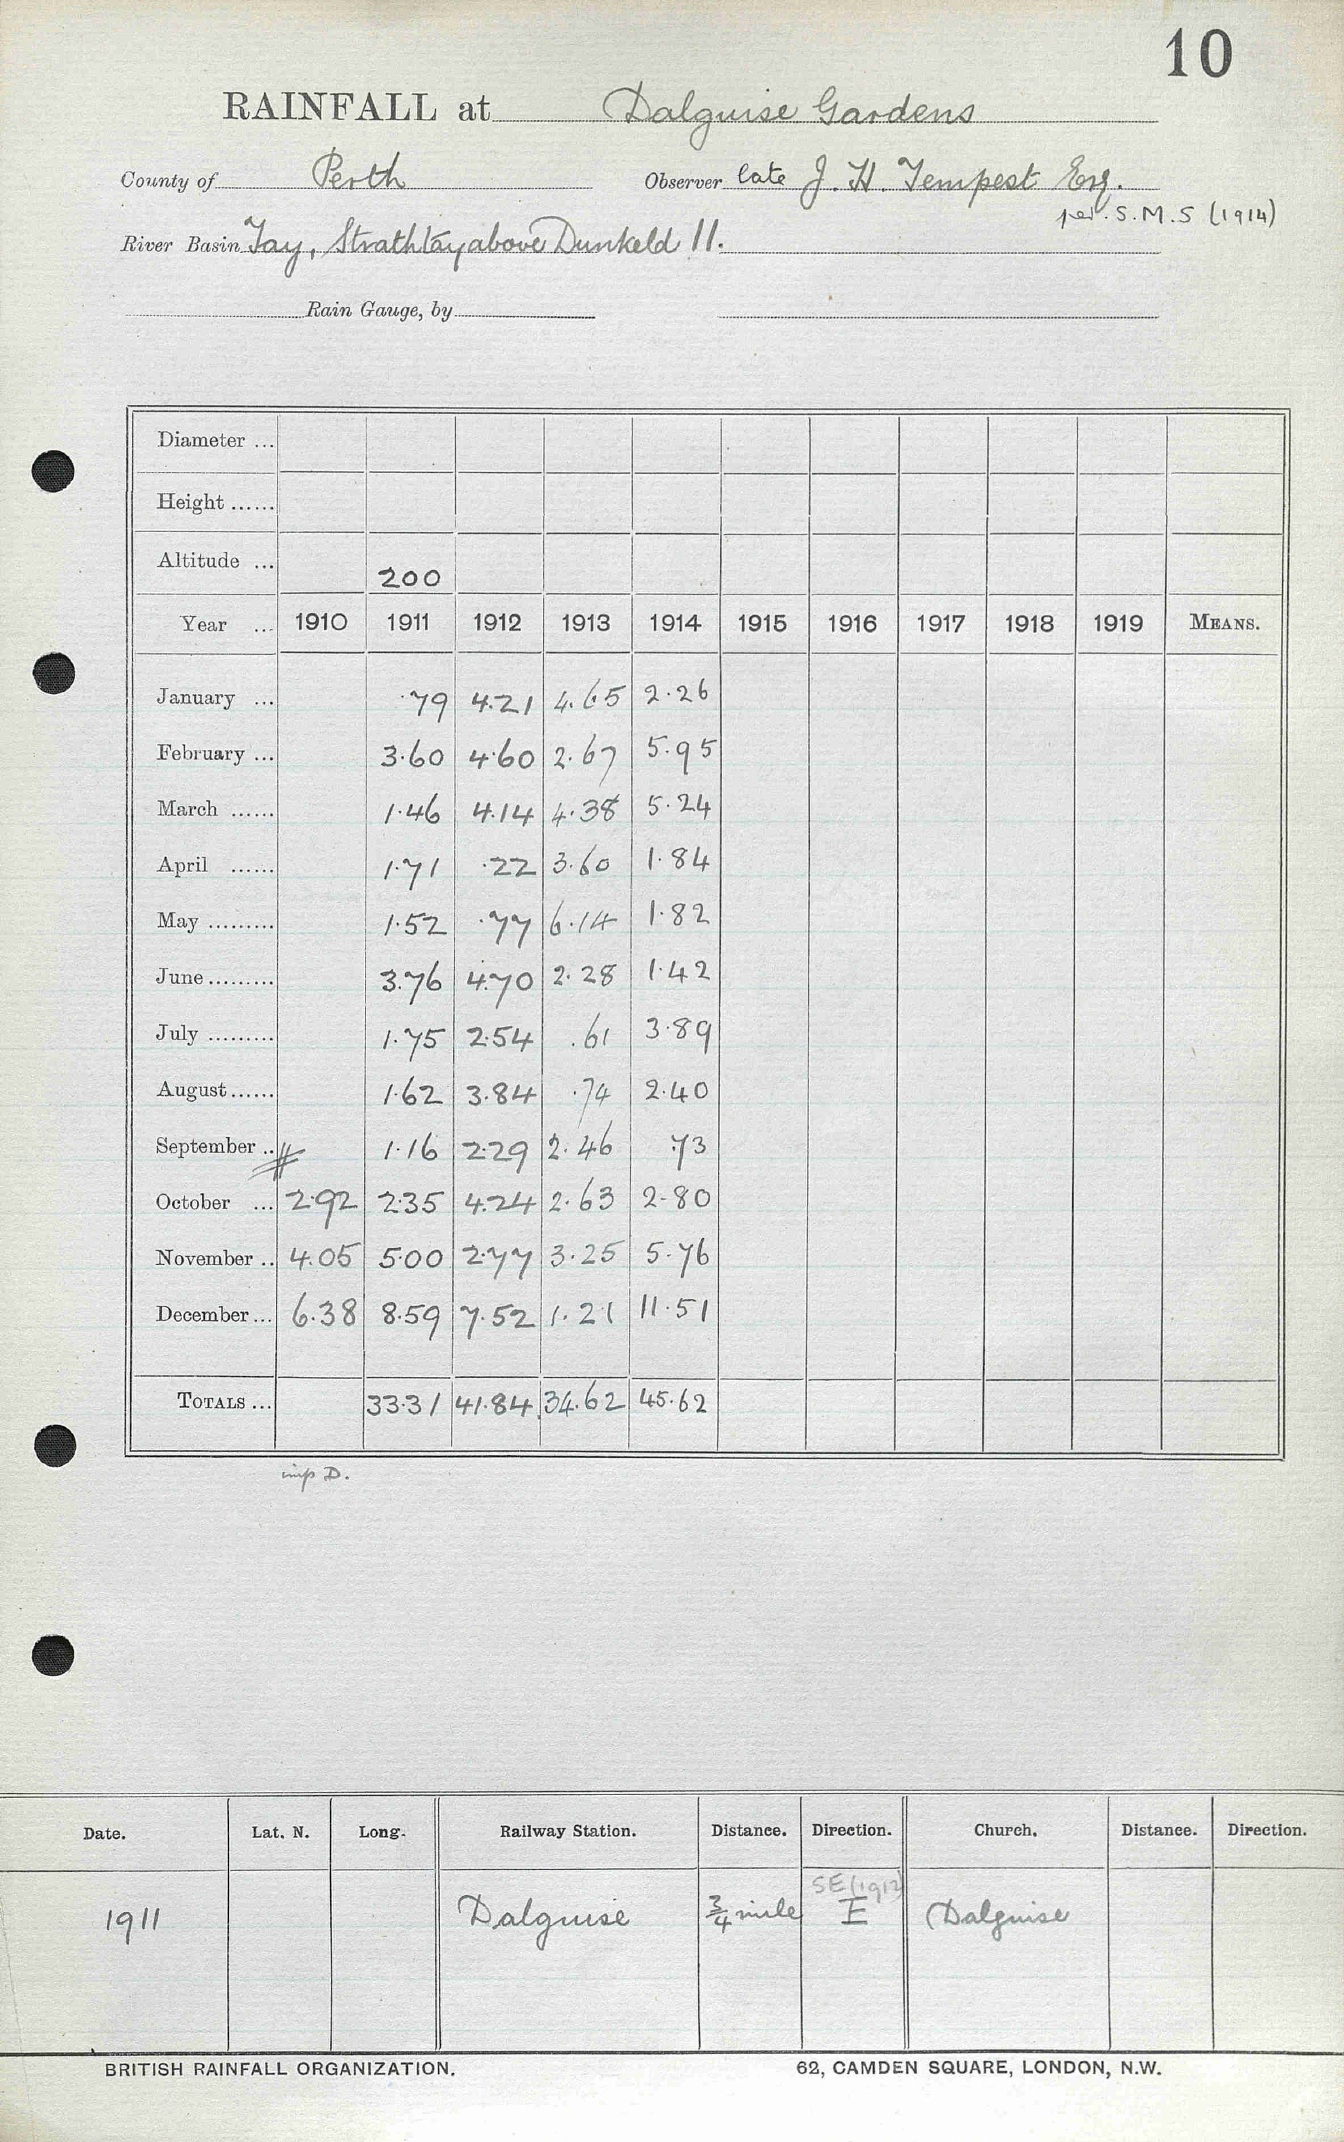 10
RAINFALL at Dalguise Gardens
County of Perth Observer late J. H. Tempest Esq.
per. S.M.S (1914)
River Basin Tay, Strathtay above Dunkeld 11.
Rain Gauge, by
Diameter ...
Height ......
Altitude ... 200
Year ... 1910 1911 1912 1913 1914 1915 1916 1917 1918 1919 MEANS.
January ... ·79 4.21 4.65 2·26
February ... 3·60 4·60 2.67 5·95
March ...... 1·46 4.14 4·38 5·24
April ...... 1·71 ·22 3·60 1·84
May ......... 1·52 ·77 6·14 1·82
June ......... 3.76 4.70 2·28 1·42
July ......... 1·75 2.54 .61 3·89
August ...... 1·62 3.84 ·74 2·40
September .. # 1·16 2.29 2.46 ·73
October ... 2·92 2·35 4.24 2·63 2-80
November .. 4.05 5·00 2·77 3·25 5·76
December ... 6.38 8·59 7·52 1·21 11·51
TOTALS ... 33·31 41·84 34.62 45·62
imp D.
Date. Lat. N. Long. Railway Station. Distance. Direction. Church. Distance. Direction.
SE (1912)
1911 Dalguise 3/4 mile E Dalguise
BRITISH RAINFALL ORGANIZATION. 62, CAMDEN SQUARE, LONDON, N.W.